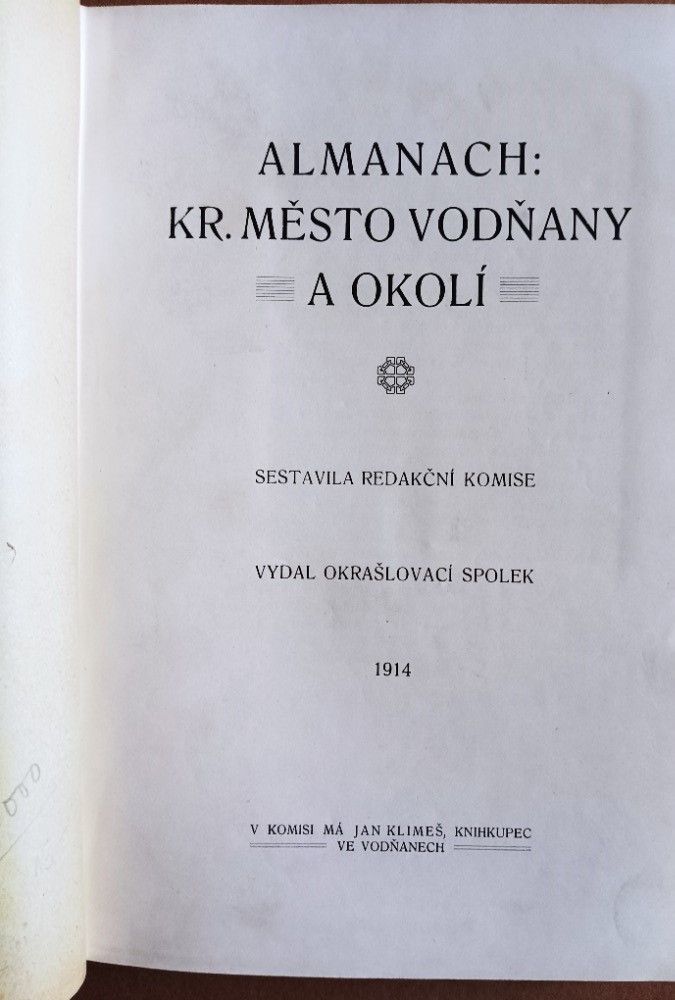 ALMANACH:
KR. MĚSTO VODŇANY
A OKOLÍ
SESTAVILA REDAKČNÍ KOMISE
VYDAL OKRAŠLOVACÍ SPOLEK
1914
V KOMISI MÁ JAN KLIMEŠ, KNIHKUPEC
VE VODŇANECH